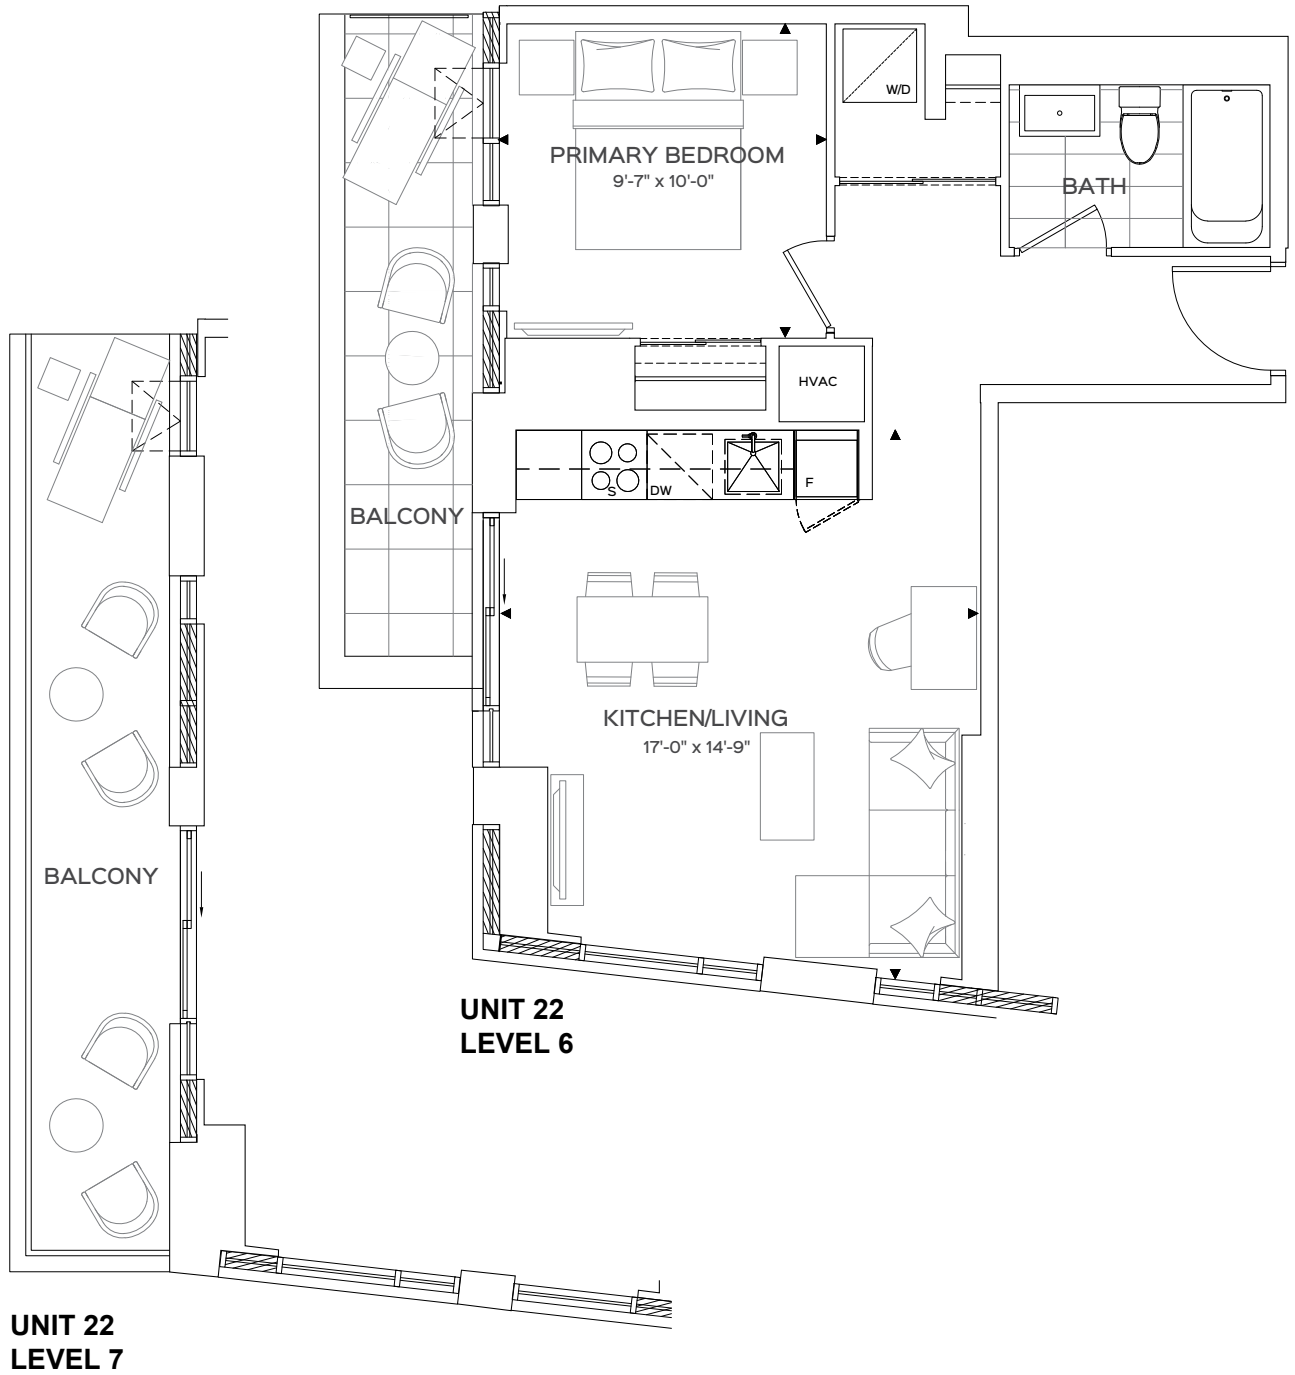 W/D
PRIMARY BEDROOM
9'-7" x 10'-0"
BATH
HVAC
S
DW
F
BALCONY
KITCHEN/LIVING
17'-0" x 14'-9"
BALCONY
UNIT 22
LEVEL 6
UNIT 22
LEVEL 7